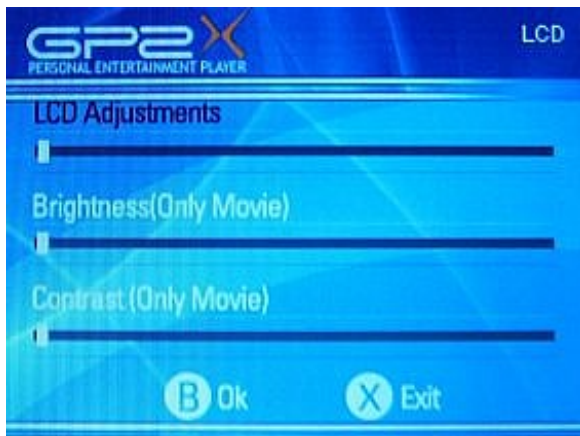 GP2X
PERSONAL ENTERTAINMENT PLAYER
LCD
LCD Adjustments
Brightness(Only Movie)
Contrast (Only Movie)
B Ok
X Exit